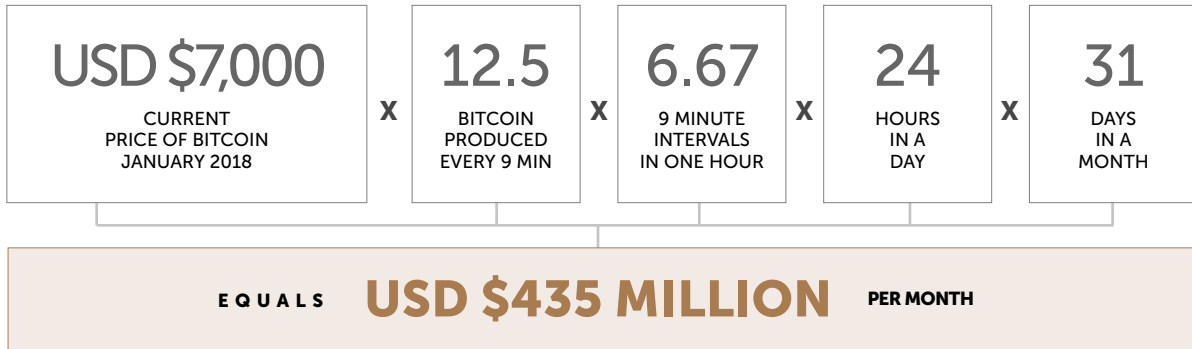 USD $7,000
CURRENT
PRICE OF BITCOIN
JANUARY 2018
X
12.5
BITCOIN
PRODUCED
EVERY 9 MIN
X
6.67
9 MINUTE
INTERVALS
IN ONE HOUR
X
24
HOURS
IN A
DAY
X
31
DAYS
IN A
MONTH
EQUALS USD $435 MILLION PER MONTH